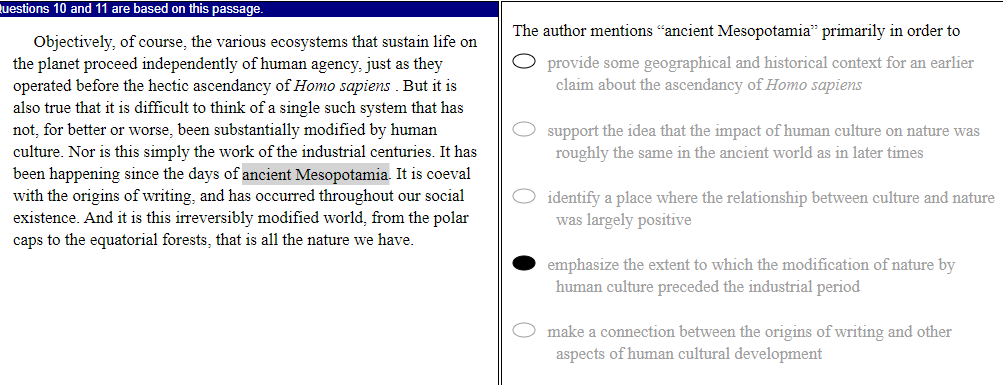 Questions 10 and 11 are based on this passage.
Objectively, of course, the various ecosystems that sustain life on
the planet proceed independently of human agency, just as they
operated before the hectic ascendancy of Homo sapiens . But it is
also true that it is difficult to think of a single such system that has
not, for better or worse, been substantially modified by human
culture. Nor is this simply the work of the industrial centuries. It has
been happening since the days of ancient Mesopotamia. It is coeval
with the origins of writing, and has occurred throughout our social
existence. And it is this irreversibly modified world, from the polar
caps to the equatorial forests, that is all the nature we have.
The author mentions “ancient Mesopotamia” primarily in order to
provide some geographical and historical context for an earlier
claim about the ascendancy of Homo sapiens
support the idea that the impact of human culture on nature was
roughly the same in the ancient world as in later times
identify a place where the relationship between culture and nature
was largely positive
emphasize the extent to which the modification of nature by
human culture preceded the industrial period
make a connection between the origins of writing and other
aspects of human cultural development